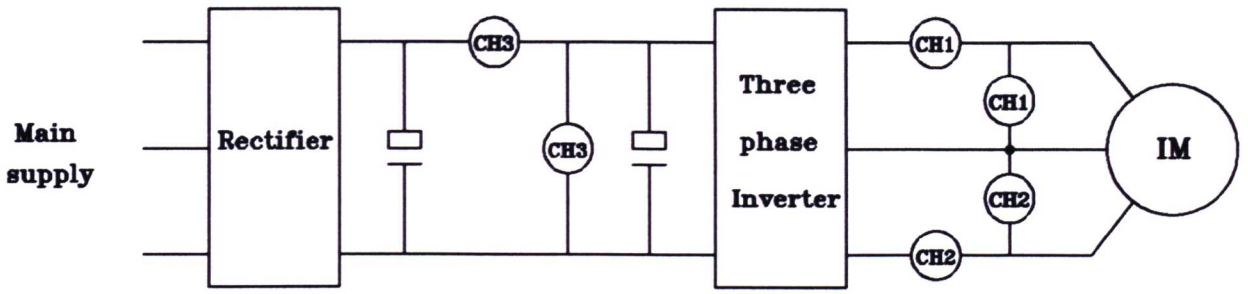 Main
supply
Rectifier
CH3
CH3
Three
phase
Inverter
CH1
CH1
CH2
CH2
IM